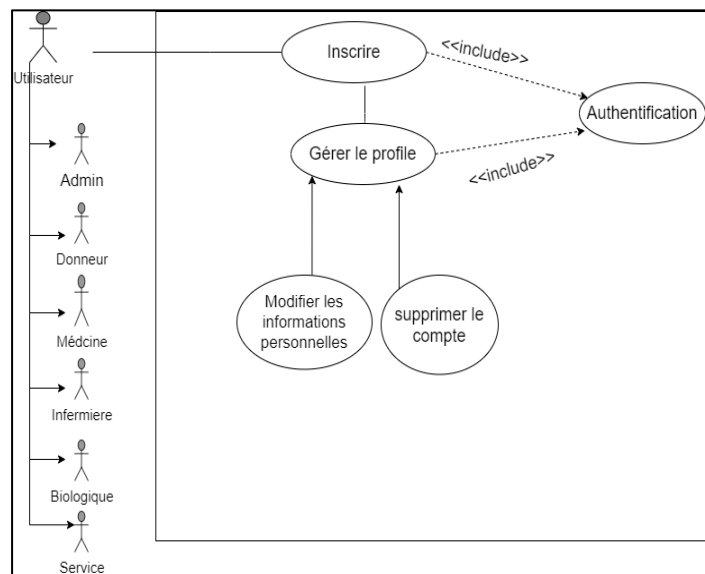 Inscrire
<<include>>
Utilisateur
Authentification
Gérer le profile
<<include>>
Admin
Donneur
Modifier les
informations
personnelles
supprimer le
compte
Médcine
Infermiere
Biologique
Service